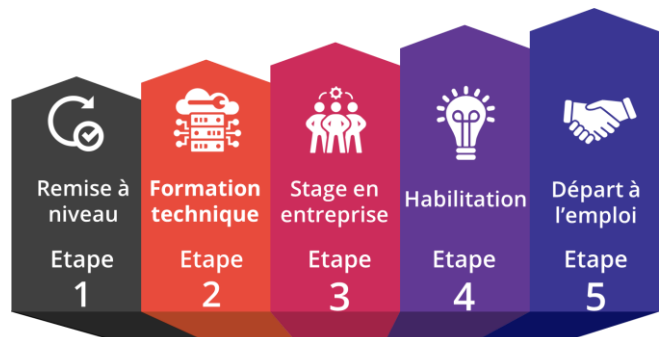 Remise à
niveau
Etape
1
Formation
technique
Etape
2
Stage en
entreprise
Etape
3
Habilitation
Etape
4
Départ à
l’emploi
Etape
5